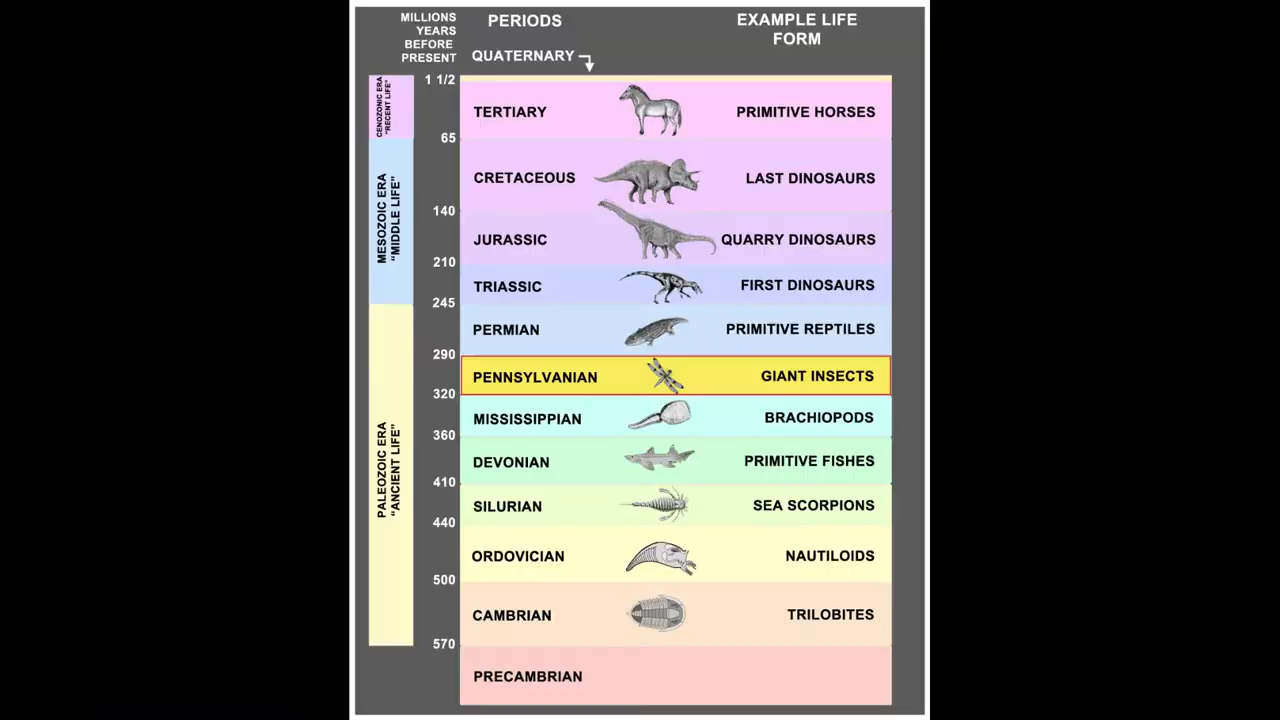 MILLIONS
YEARS
BEFORE
PRESENT
PERIODS
EXAMPLE LIFE
FORM
QUATERNARY
1 1/2
CENOZONIC ERA
"RECENT LIFE"
TERTIARY
PRIMITIVE HORSES
65
MESOZOIC ERA
"MIDDLE LIFE"
CRETACEOUS
LAST DINOSAURS
140
JURASSIC
QUARRY DINOSAURS
210
TRIASSIC
FIRST DINOSAURS
245
PALEOZOIC ERA
"ANCIENT LIFE"
PERMIAN
PRIMITIVE REPTILES
290
PENNSYLVANIAN
GIANT INSECTS
320
MISSISSIPPIAN
BRACHIOPODS
360
DEVONIAN
PRIMITIVE FISHES
410
SILURIAN
SEA SCORPIONS
440
ORDOVICIAN
NAUTILOIDS
500
CAMBRIAN
TRILOBITES
570
PRECAMBRIAN